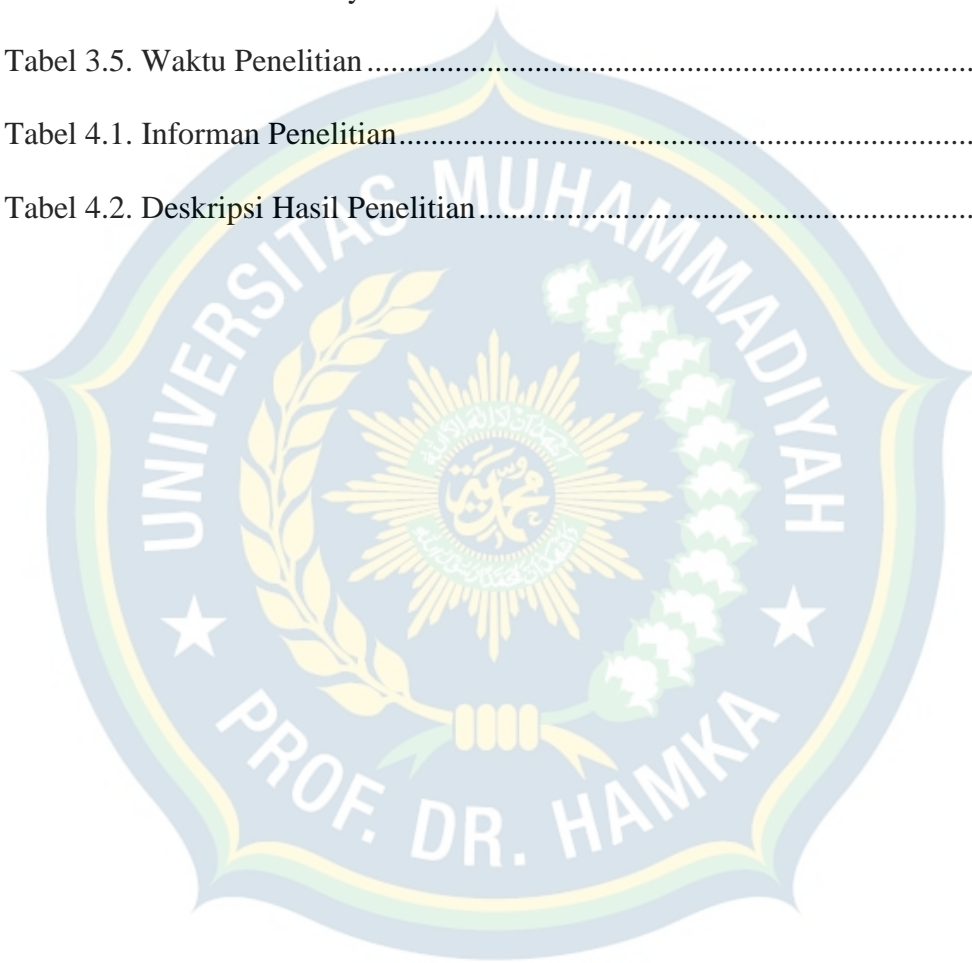 Tabel 3.5. Waktu Penelitian................................................................................
Tabel 4.1. Informan Penelitian............................................................................
Tabel 4.2. Deskripsi Hasil Penelitian..................................................................
UNIVERSITAS MUHAMMADIYAH
محمدية
PROF. DR. HAMKA